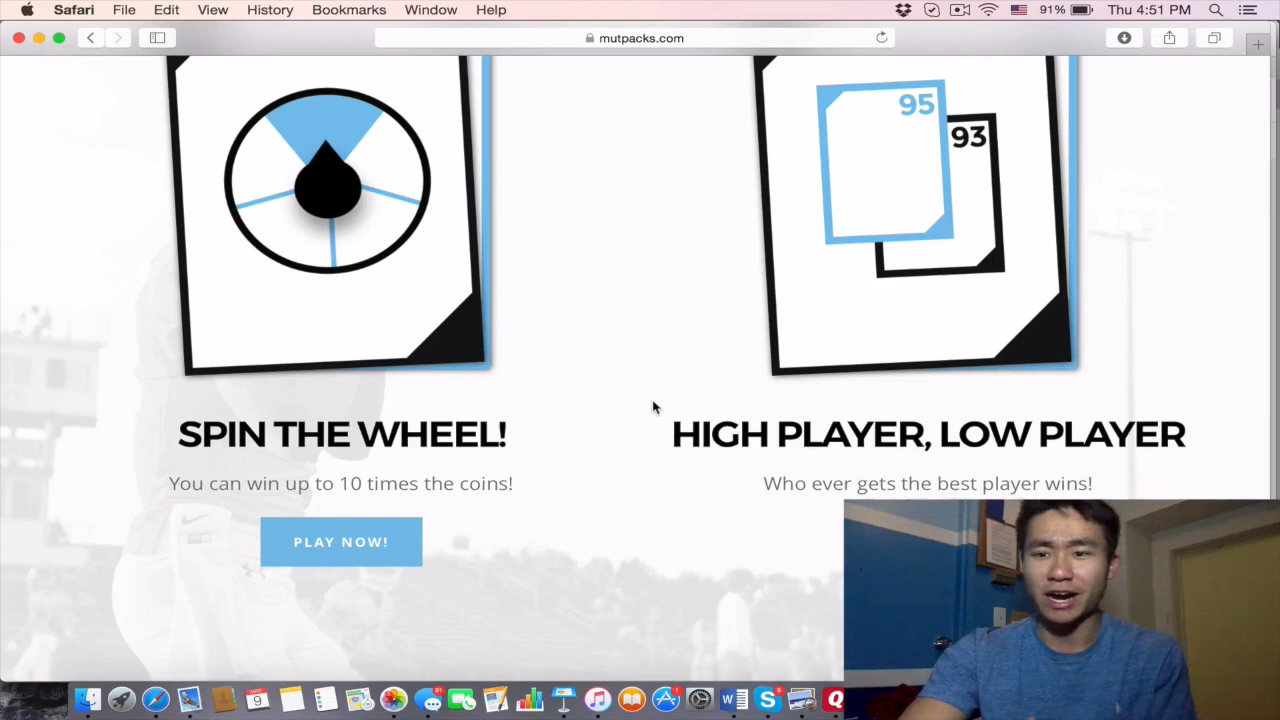 Safari File Edit View History Bookmarks Window Help 91% Thu 4:51 PM
mutpacks.com
95
93
SPIN THE WHEEL!
HIGH PLAYER, LOW PLAYER
You can win up to 10 times the coins!
Who ever gets the best player wins!
PLAY NOW!